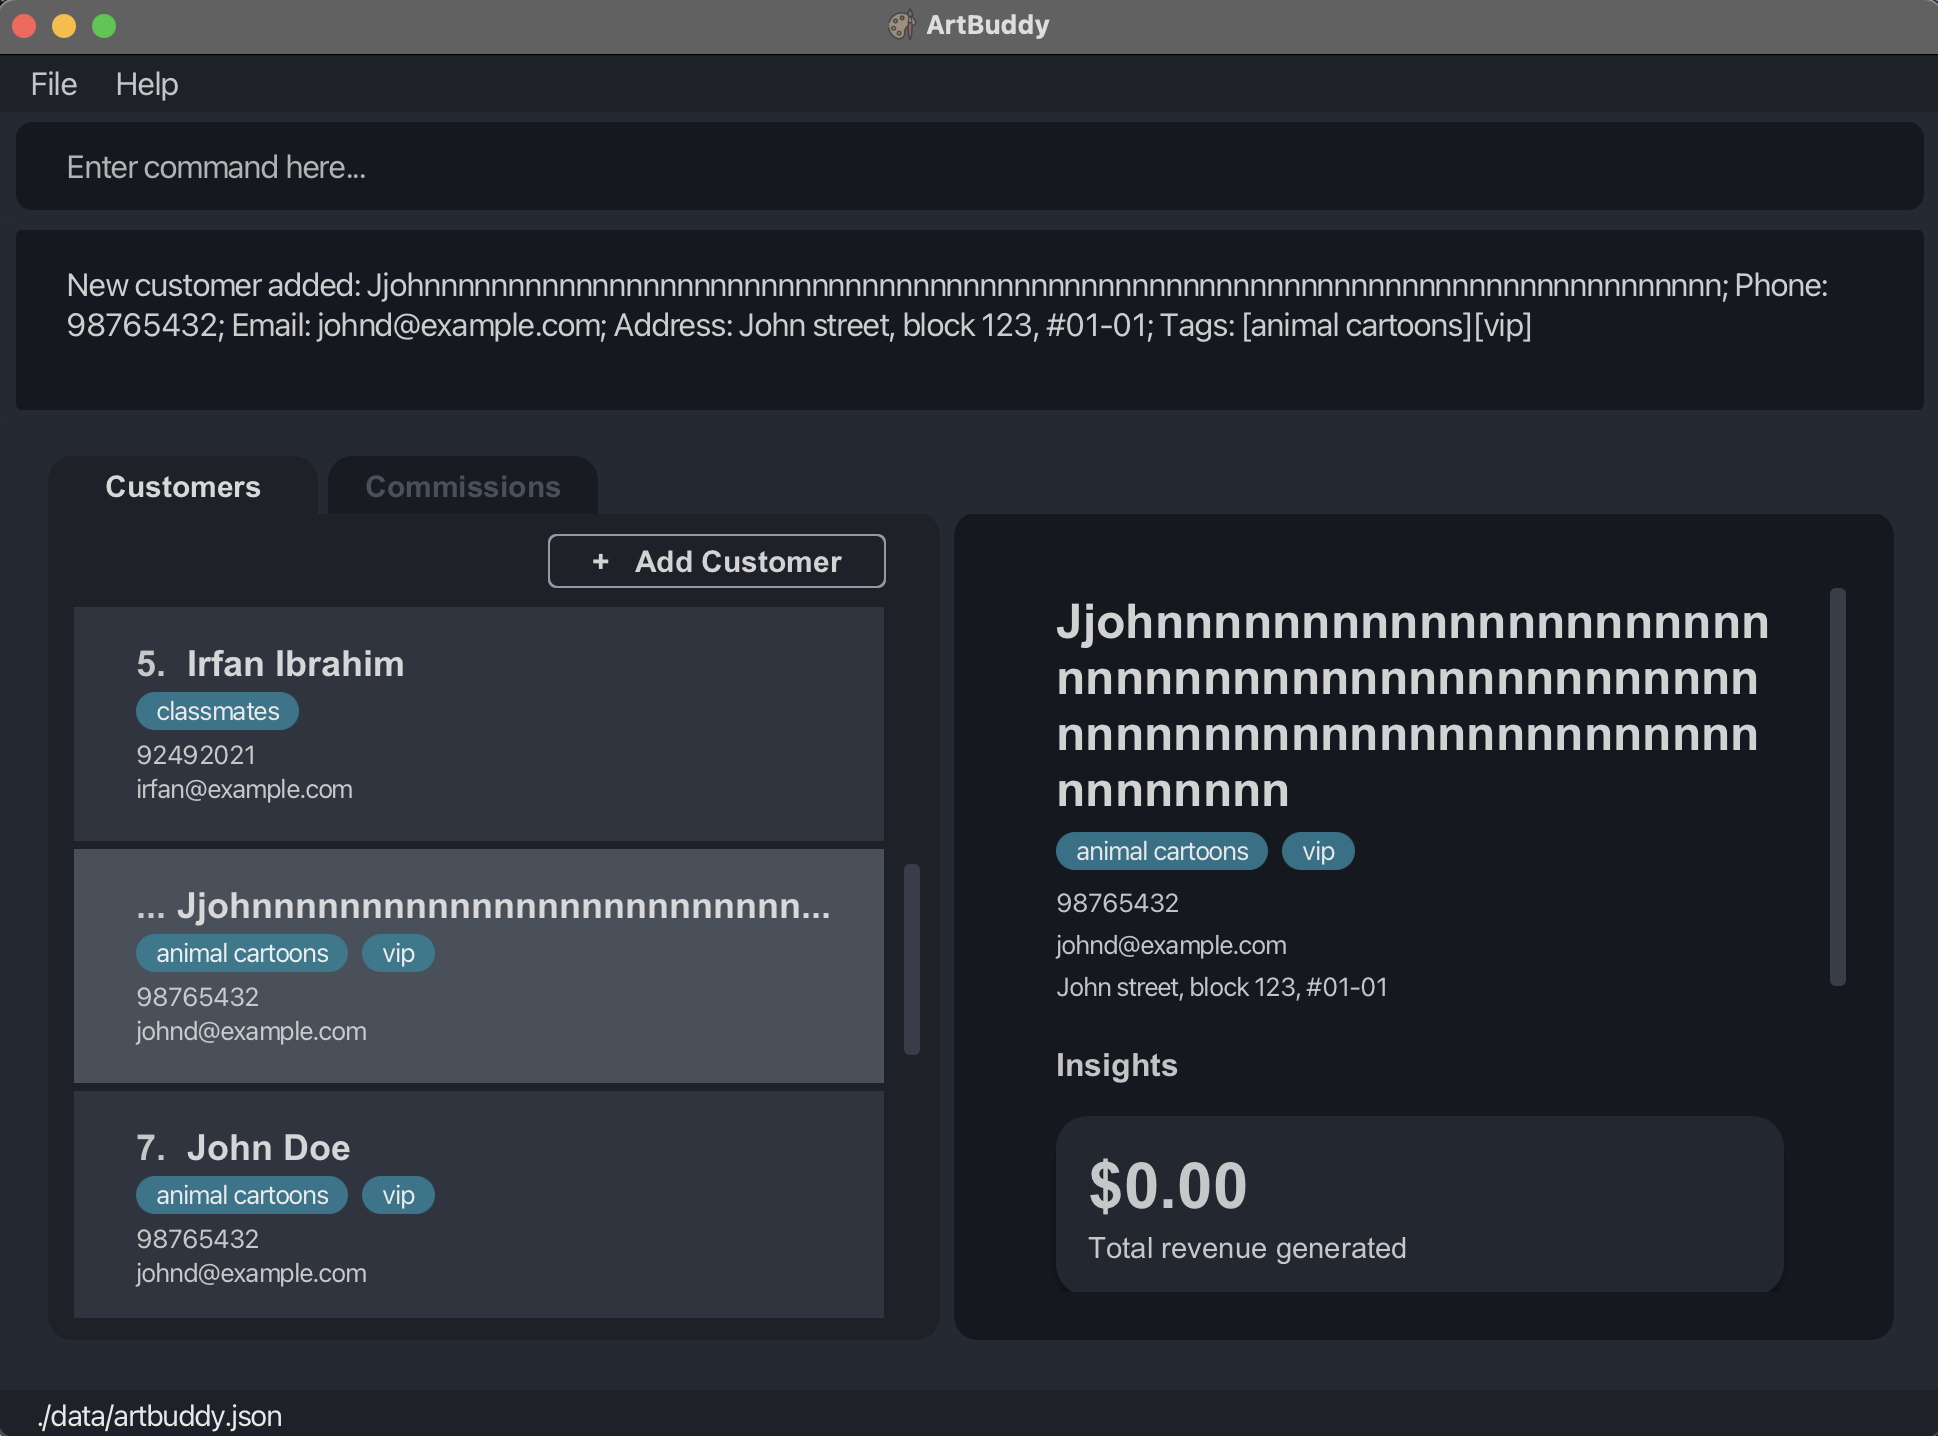 ArtBuddy
File Help
Enter command here...
New customer added: Jjohnnnnnnnnnnnnnnnnnnnnnnnnnnnnnnnnnnnnnnnnnnnnnnnnnnnnnnnnnnnnnnnnnnnnnnnnnnnnnnnnn; Phone:
98765432; Email: johnd@example.com; Address: John street, block 123, #01-01; Tags: [animal cartoons][vip]
Customers Commissions
+ Add Customer
5. Irfan Ibrahim
classmates
92492021
irfan@example.com
... Jjohnnnnnnnnnnnnnnnnnnnnnnnnn...
animal cartoons vip
98765432
johnd@example.com
7. John Doe
animal cartoons vip
98765432
johnd@example.com
Jjohnnnnnnnnnnnnnnnnnnnnn
nnnnnnnnnnnnnnnnnnnnnnnn
nnnnnnnnnnnnnnnnnnnnnnnn
nnnnnnnn
animal cartoons vip
98765432
johnd@example.com
John street, block 123, #01-01
Insights
$0.00
Total revenue generated
./data/artbuddy.json